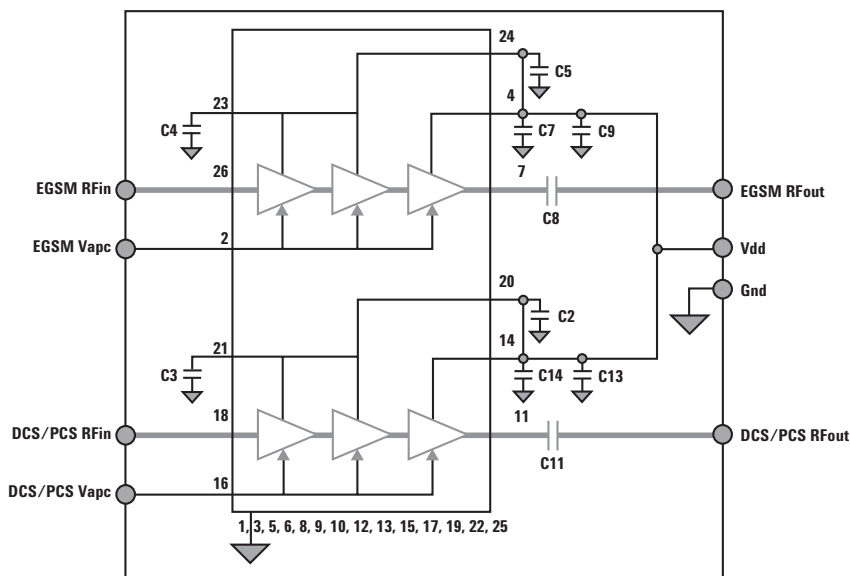 24
C5
23
4
C4
C7
C9
26
7
EGSM RFin
EGSM RFout
C8
EGSM Vapc
2
Vdd
20
Gnd
C2
21
14
C3
C14
C13
18
11
DCS/PCS RFin
DCS/PCS RFout
C11
16
DCS/PCS Vapc
1, 3, 5, 6, 8, 9, 10, 12, 13, 15, 17, 19, 22, 25